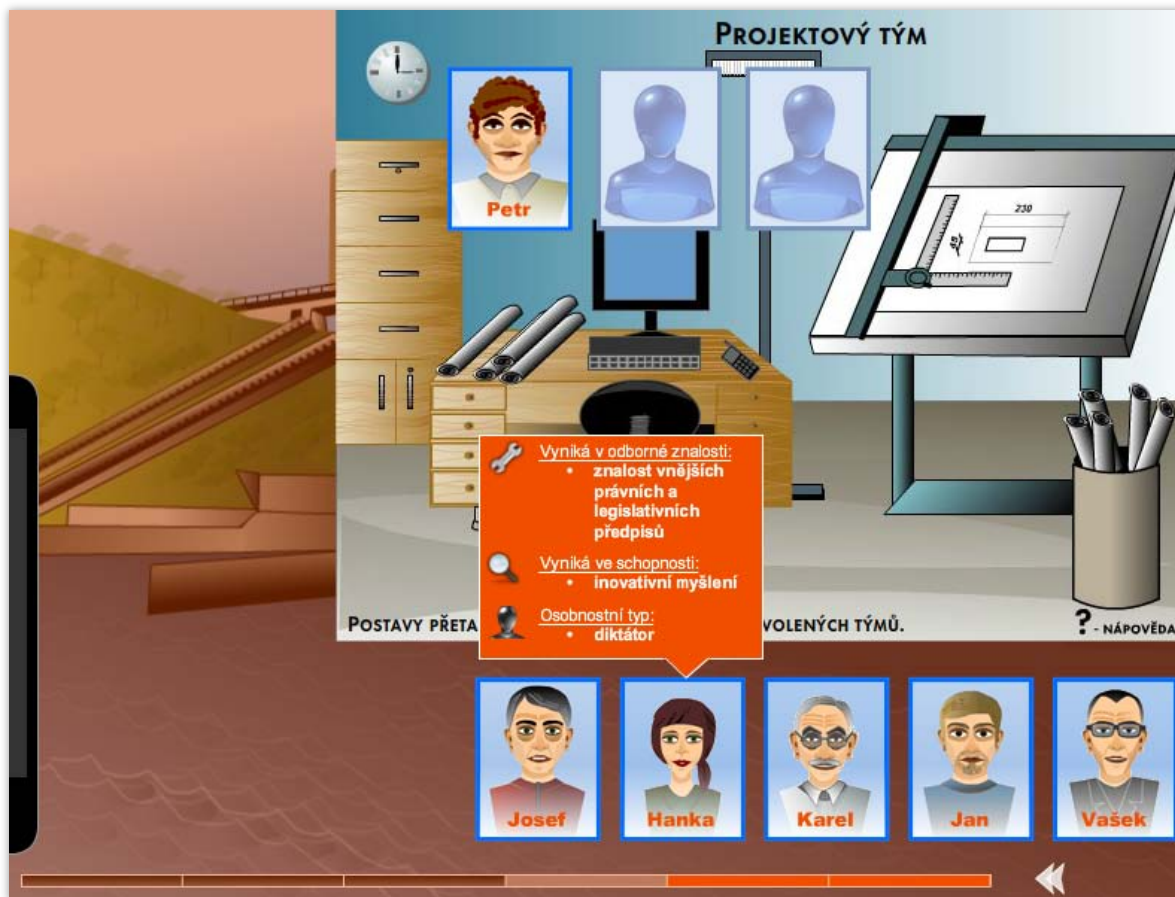 PROJEKTOVÝ TÝM
Petr
230
45
Vyniká v odborné znalosti:
• znalost vnějších
právních a
legislativních
předpisů
Vyniká ve schopnosti:
• inovativní myšlení
Osobnostní typ:
• diktátor
POSTAVY PŘETA VOLENÝCH TÝMŮ.
? - NÁPOVĚDA
Josef
Hanka
Karel
Jan
Vašek